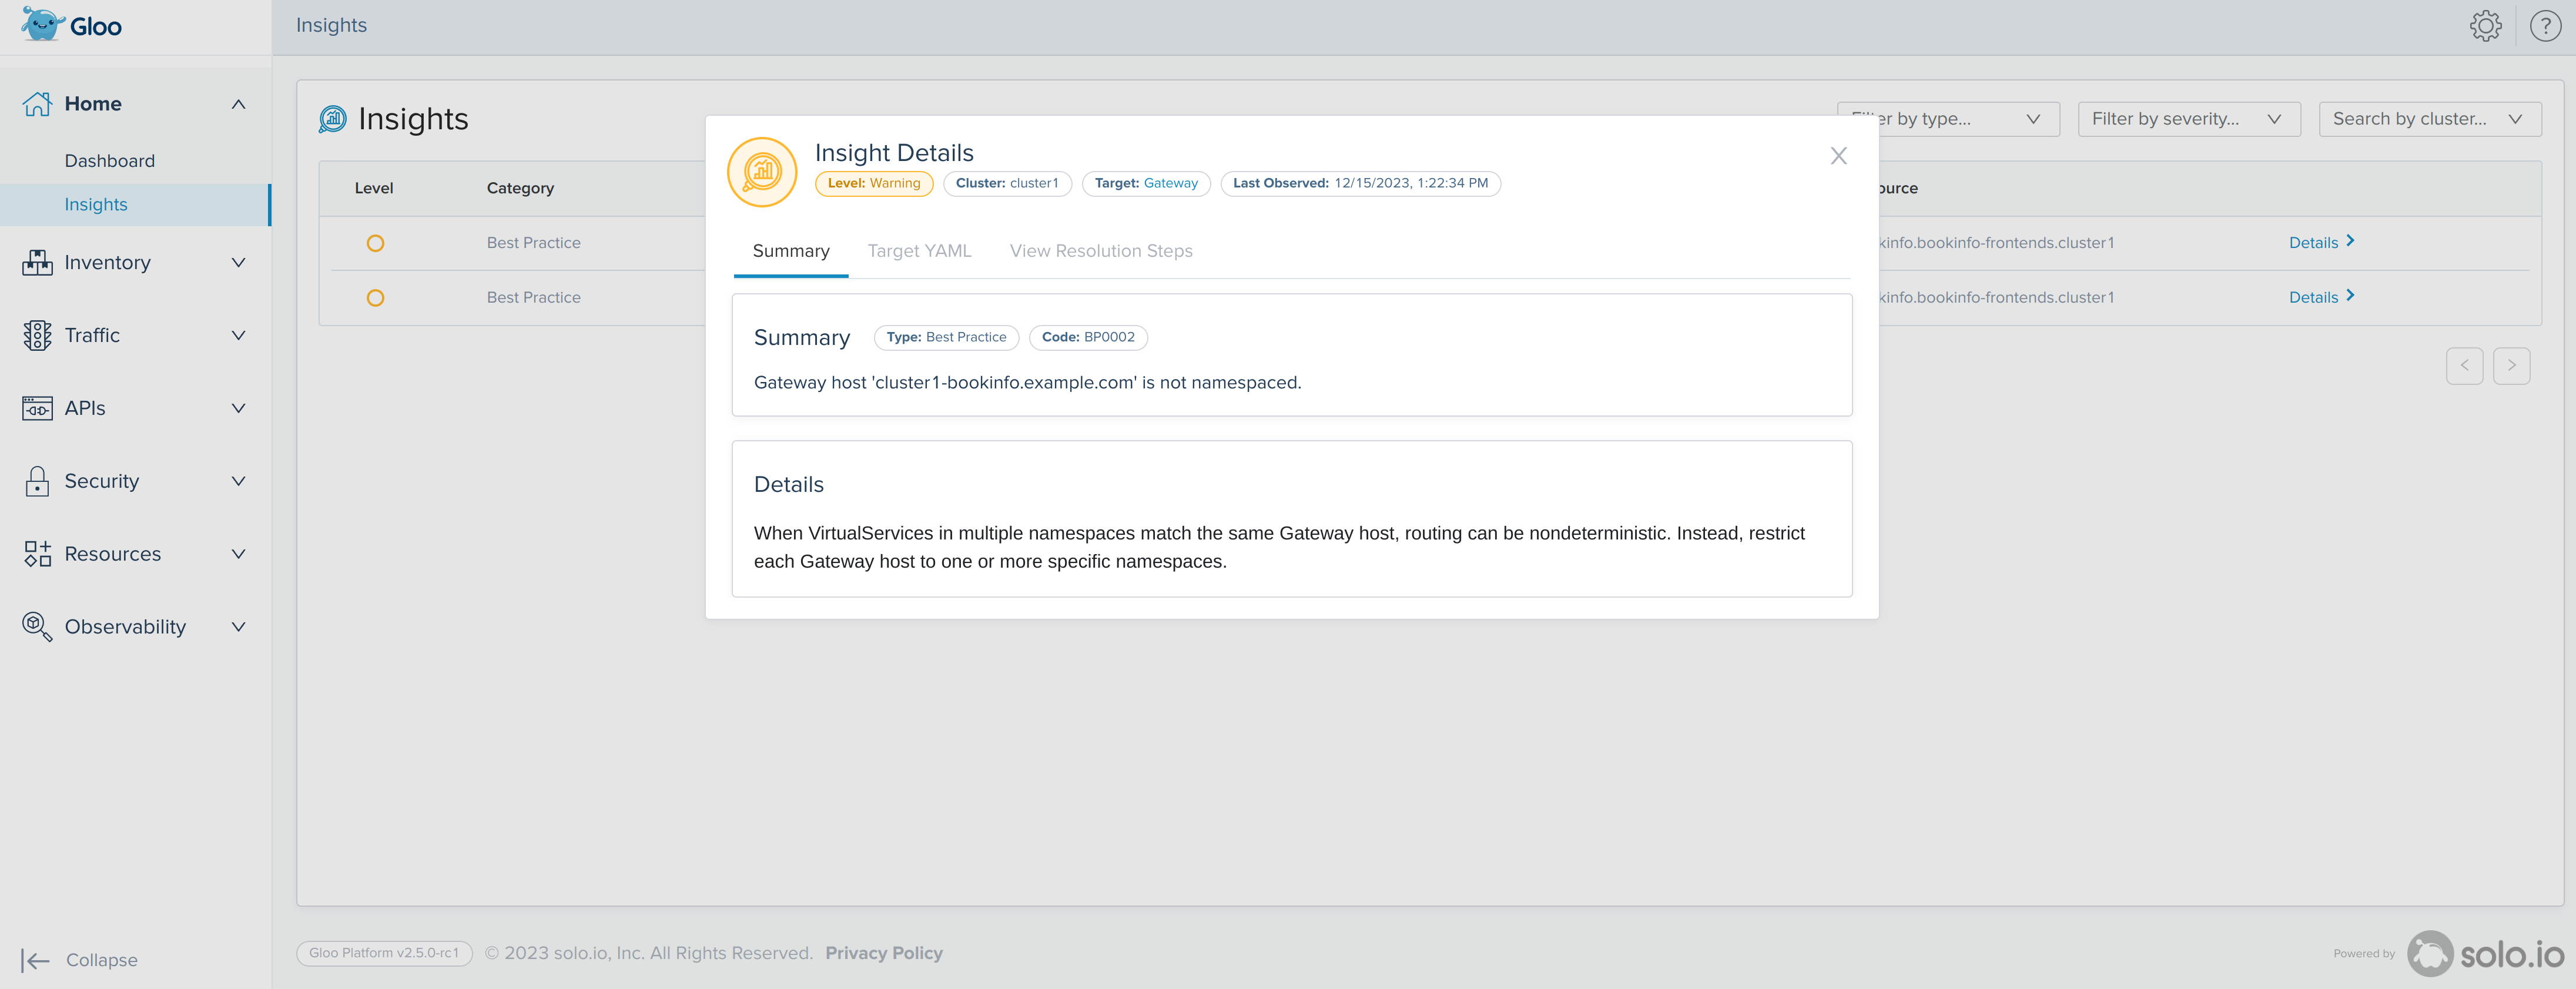 Gloo
Insights
?
Home
Dashboard
Insights
Inventory
Traffic
APIs
Security
Resources
Observability
Collapse
Insights
er by type...
Filter by severity...
Search by cluster...
Level
Category
Best Practice
kinfo.bookinfo-frontends.cluster1
Details
Best Practice
kinfo.bookinfo-frontends.cluster1
Details
Insight Details
Level: Warning
Cluster: cluster1
Target: Gateway
Last Observed: 12/15/2023, 1:22:34 PM
Summary
Target YAML
View Resolution Steps
Summary
Type: Best Practice
Code: BP0002
Gateway host 'cluster1-bookinfo.example.com' is not namespaced.
Details
When VirtualServices in multiple namespaces match the same Gateway host, routing can be nondeterministic. Instead, restrict
each Gateway host to one or more specific namespaces.
Gloo Platform v2.5.0-rc1
© 2023 solo.io, Inc. All Rights Reserved.
Privacy Policy
Powered by
solo.io